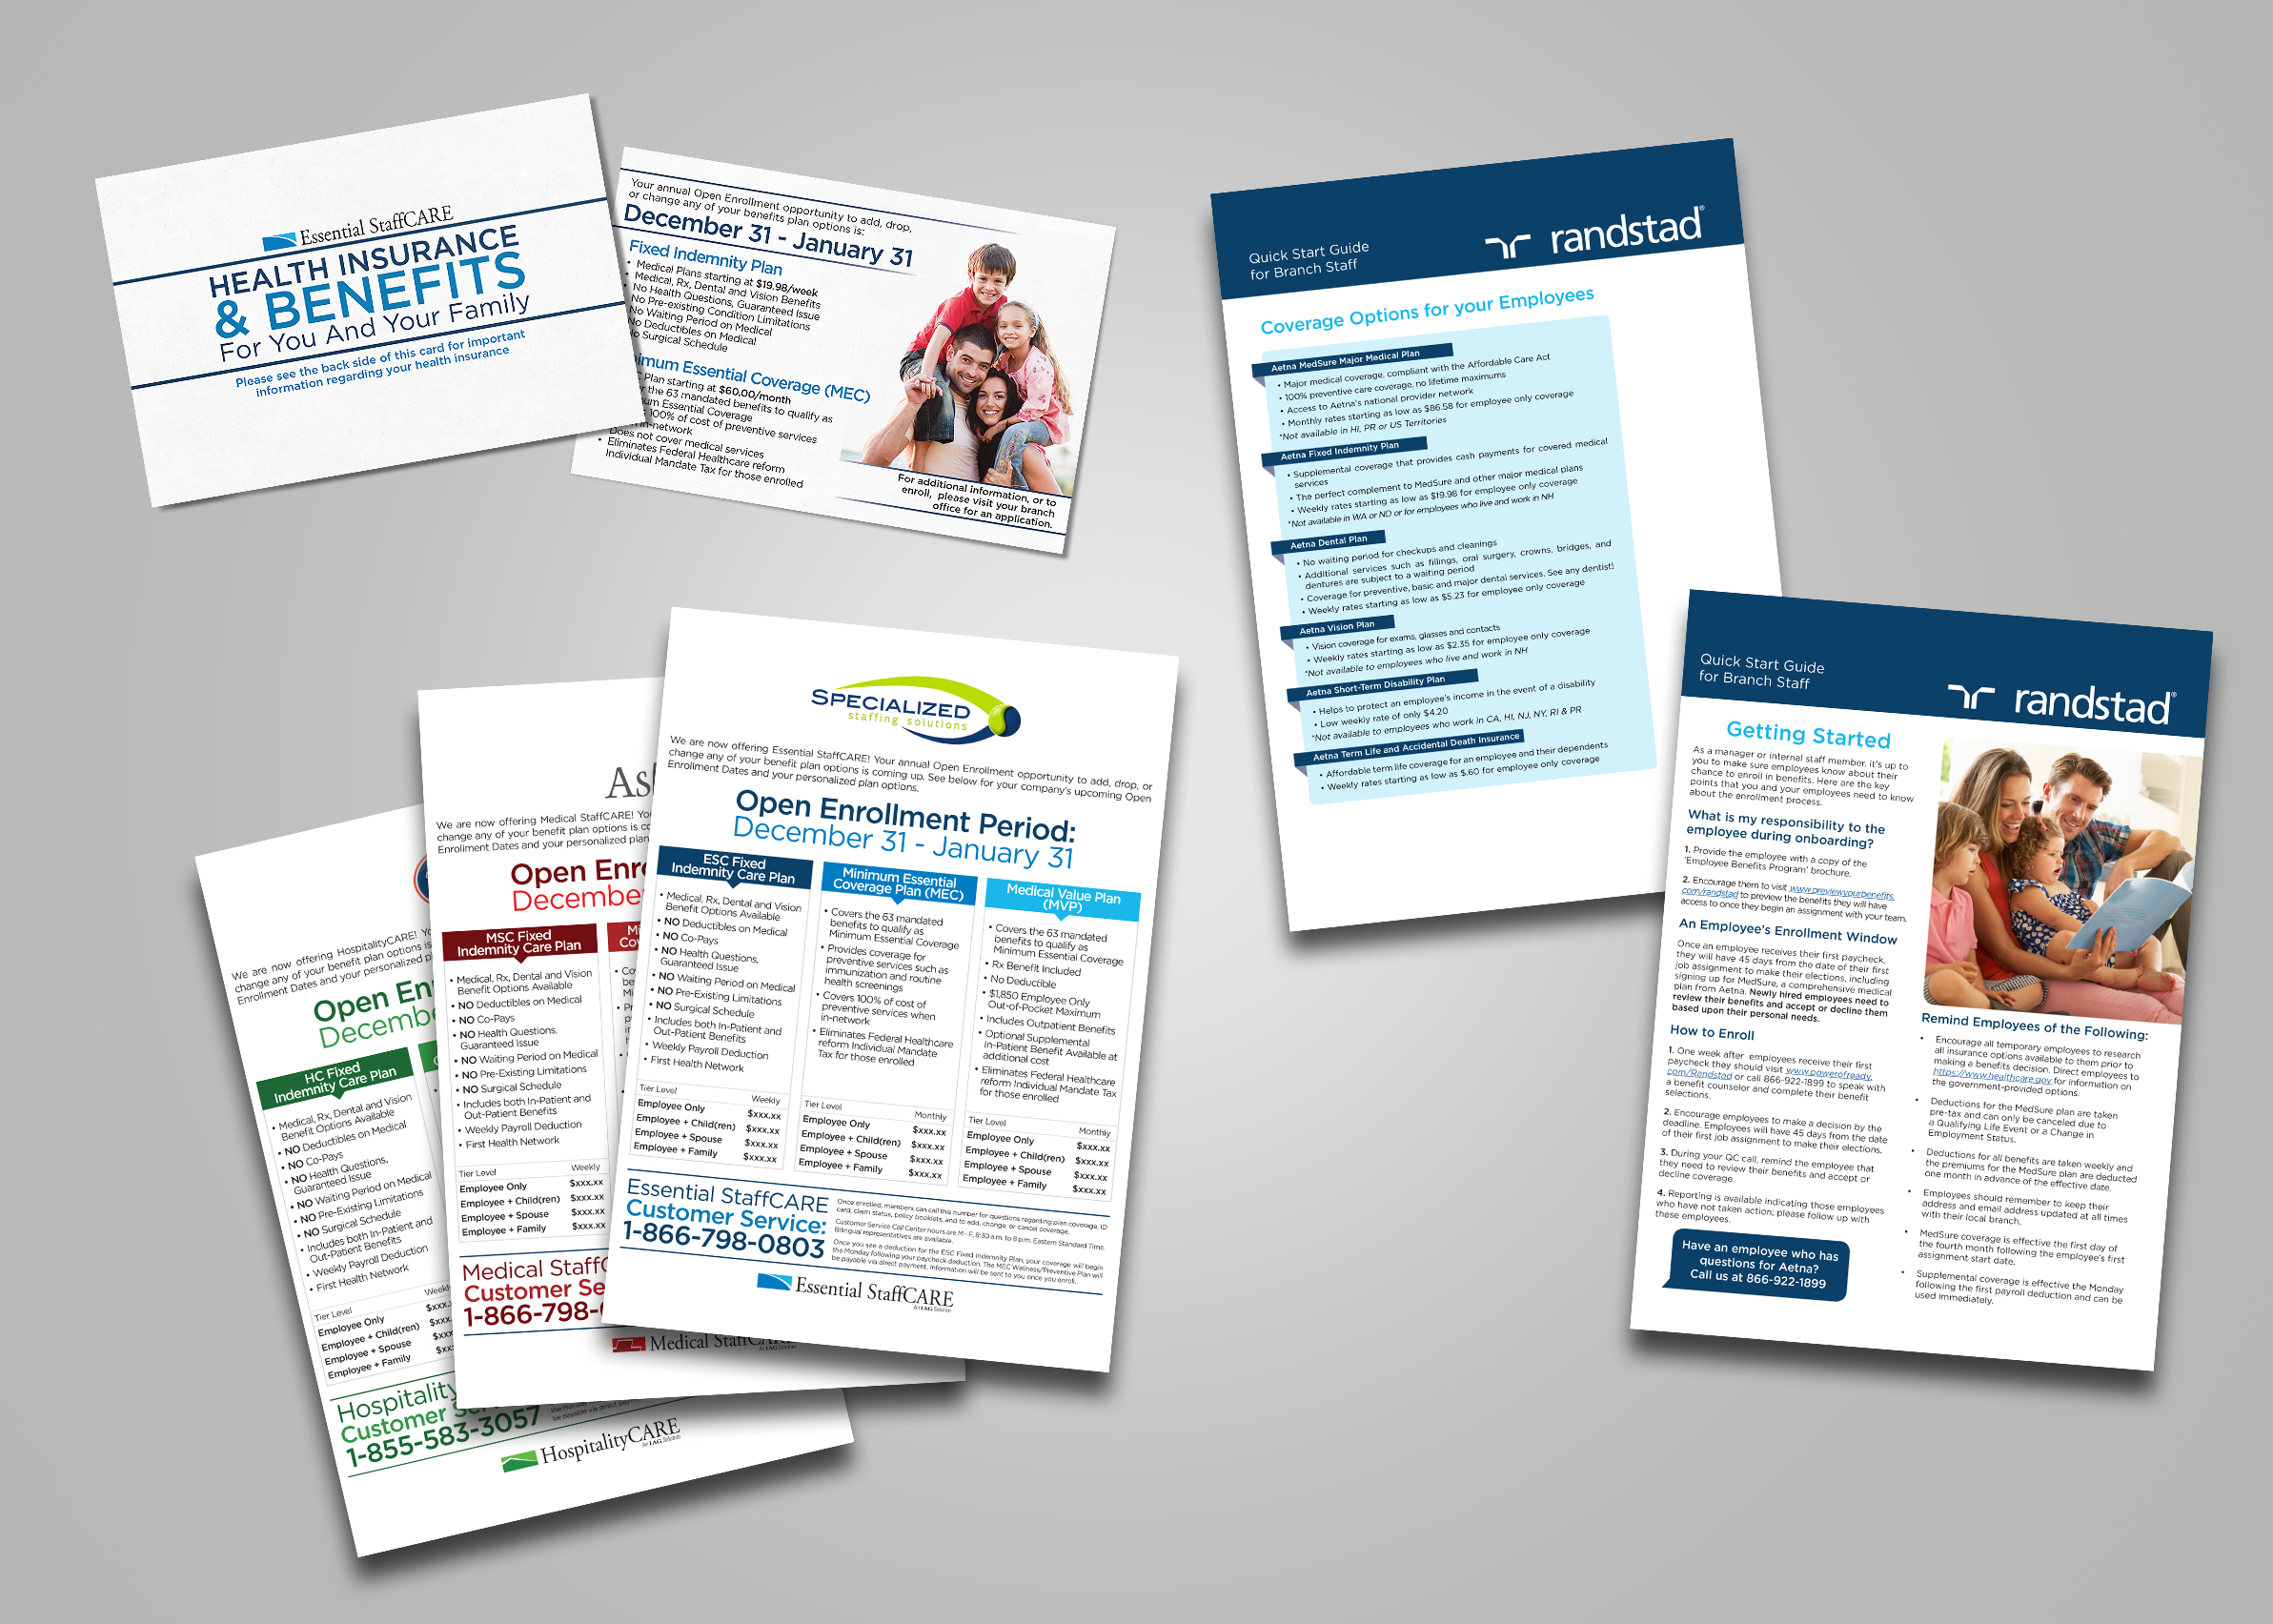 Essential StaffCARE
HEALTH INSURANCE
& BENEFITS
For You And Your Family
Please see the back side of this card for important
information regarding your health insurance
Your annual Open Enrollment opportunity to add, drop,
or change any of your benefits plan options is:
December 31 - January 31
Fixed Indemnity Plan
• Medical Plans starting at $19.98/week
• Medical, Rx, Dental and Vision Benefits
• No Health Questions, Guaranteed Issue
No Pre-existing Condition Limitations
No Waiting Period on Medical
No Deductibles on Medical
No Surgical Schedule
Essential Coverage (MEC)
Plan starting at $60.00/month
the 63 mandated benefits to qualify as
Essential Coverage
100% of cost of preventive services
in-network
Does not cover medical services
• Eliminates Federal Healthcare reform
Individual Mandate Tax for those enrolled
For additional information, or to
enroll, please visit your branch
office for an application.
Quick Start Guide
for Branch Staff
randstad®
Coverage Options for your Employees
Aetna MedSure Major Medical Plan
• Major medical coverage, compliant with the Affordable Care Act
• 100% preventive care coverage, no lifetime maximums
• Access to Aetna's national provider network
• Monthly rates starting as low as $86.58 for employee only coverage
*Not available in HI, PR or US Territories
Aetna Fixed Indemnity Plan
• Supplemental coverage that provides cash payments for covered medical
services
• The perfect complement to MedSure and other major medical plans
• Weekly rates starting as low as $19.98 for employee only coverage
*Not available in WA or ND or for employees who live and work in NH
Aetna Dental Plan
• No waiting period for checkups and cleanings
• Additional services such as fillings, oral surgery, crowns, bridges, and
dentures are subject to a waiting period
• Coverage for preventive, basic and major dental services. See any dentist!
• Weekly rates starting as low as $5.23 for employee only coverage
Aetna Vision Plan
• Vision coverage for exams, glasses and contacts
• Weekly rates starting as low as $2.35 for employee only coverage
*Not available to employees who live and work in NH
Aetna Short-Term Disability Plan
• Helps to protect an employee's income in the event of a disability
• Low weekly rate of only $4.20
*Not available to employees who work in CA, HI, NJ, NY, RI & PR
Aetna Term Life and Accidental Death Insurance
• Affordable term life coverage for an employee and their dependents
• Weekly rates starting as low as $.60 for employee only coverage
Quick Start Guide
for Branch Staff
randstad®
Getting Started
As a manager or internal staff member, it's up to
you to make sure employees know about their
chance to enroll in benefits. Here are the key
points that you and your employees need to know
about the enrollment process.
What is my responsibility to the
employee during onboarding?
1. Provide the employee with a copy of the
'Employee Benefits Program' brochure.
2. Encourage them to visit www.previewyourbenefits.
com/randstad to preview the benefits they will have
access to once they begin an assignment with your team.
An Employee's Enrollment Window
Once an employee receives their first paycheck,
they will have 45 days from the date of their first
job assignment to make their elections, including
signing up for MedSure, a comprehensive medical
plan from Aetna. Newly hired employees need to
review their benefits and accept or decline them
based upon their personal needs.
How to Enroll
1. One week after employees receive their first
paycheck they should visit www.powerofready.
com/Randstad or call 866-922-1899 to speak with
a benefit counselor and complete their benefit
selections.
2. Encourage employees to make a decision by the
deadline. Employees will have 45 days from the date
of their first job assignment to make their elections.
3. During your QC call, remind the employee that
they need to review their benefits and accept or
decline coverage.
4. Reporting is available indicating those employees
who have not taken action; please follow up with
these employees.
Have an employee who has
questions for Aetna?
Call us at 866-922-1899
Remind Employees of the Following:
• Encourage all temporary employees to research
all insurance options available to them prior to
making a benefits decision. Direct employees to
https://www.healthcare.gov for information on
the government-provided options.
• Deductions for the MedSure plan are taken
pre-tax and can only be canceled due to
a Qualifying Life Event or a Change in
Employment Status.
• Deductions for all benefits are taken weekly and
the premiums for the MedSure plan are deducted
one month in advance of the effective date.
• Employees should remember to keep their
address and email address updated at all times
with their local branch.
• MedSure coverage is effective the first day of
the fourth month following the employee's first
assignment start date.
• Supplemental coverage is effective the Monday
following the first payroll deduction and can be
used immediately.
SPECIALIZED
staffing solutions
We are now offering Essential StaffCARE! Your annual Open Enrollment opportunity to add, drop, or
change any of your benefit plan options is coming up. See below for your company's upcoming Open
Enrollment Dates and your personalized plan options.
Open Enrollment Period:
December 31 - January 31
ESC Fixed
Indemnity Care Plan
• Medical, Rx, Dental and Vision
Benefit Options Available
• NO Deductibles on Medical
• NO Co-Pays
• NO Health Questions,
Guaranteed Issue
• NO Waiting Period on Medical
• NO Pre-Existing Limitations
• NO Surgical Schedule
• Includes both In-Patient and
Out-Patient Benefits
• Weekly Payroll Deduction
• First Health Network
Tier Level Weekly
Employee Only $xxx.xx
Employee + Child(ren) $xxx.xx
Employee + Spouse $xxx.xx
Employee + Family $xxx.xx
Minimum Essential
Coverage Plan (MEC)
• Covers the 63 mandated
benefits to qualify as
Minimum Essential Coverage
• Provides coverage for
preventive services such as
immunization and routine
health screenings
• Covers 100% of cost of
preventive services when
in-network
• Eliminates Federal Healthcare
reform Individual Mandate
Tax for those enrolled
Tier Level Monthly
Employee Only $xxx.xx
Employee + Child(ren) $xxx.xx
Employee + Spouse $xxx.xx
Employee + Family $xxx.xx
Medical Value Plan
(MVP)
• Covers the 63 mandated
benefits to qualify as
Minimum Essential Coverage
• Rx Benefit Included
• No Deductible
• $1,850 Employee Only
Out-of-Pocket Maximum
• Includes Outpatient Benefits
• Optional Supplemental
In-Patient Benefit Available at
additional cost
• Eliminates Federal Healthcare
reform Individual Mandate Tax
for those enrolled
Tier Level Monthly
Employee Only $xxx.xx
Employee + Child(ren) $xxx.xx
Employee + Spouse $xxx.xx
Employee + Family $xxx.xx
Essential StaffCARE
Customer Service:
1-866-798-0803
Once enrolled, members can call this number for questions regarding plan coverage, ID
card, claim status, policy booklets, and to add, change, or cancel coverage.
Customer Service Call Center hours are M - F, 8:30 a.m. to 8 p.m. Eastern Standard Time.
Bilingual representatives are available.
Once you see a deduction for the ESC Fixed Indemnity Plan, your coverage will begin
the Monday following your paycheck deduction. The MEC Wellness/Preventive Plan will
be payable via direct payment. Information will be sent to you once you enroll.
Essential StaffCARE
An IAG Solution
We are now offering Medical StaffCARE!
change any of your benefit plan options is
Enrollment Dates and your personalized plan
Open
December
MSC Fixed
Indemnity Care Plan
• Medical, Rx, Dental and Vision
Benefit Options Available
• NO Deductibles on Medical
• NO Co-Pays
• NO Health Questions,
Guaranteed Issue
• NO Waiting Period on Medical
• NO Pre-Existing Limitations
• NO Surgical Schedule
• Includes both In-Patient and
Out-Patient Benefits
• Weekly Payroll Deduction
• First Health Network
Tier Level Weekly
Employee Only $xxx.xx
Employee + Child(ren) $xxx.xx
Employee + Spouse $xxx.xx
Employee + Family $xxx.xx
Medical
Customer
1-866-798-
Medical StaffCARE
An IAG Solution
We are now offering HospitalityCARE!
change any of your benefit plan options is
Enrollment Dates and your personalized
Open
December
HC Fixed
Indemnity Care Plan
• Medical, Rx, Dental and Vision
Benefit Options Available
• NO Deductibles on Medical
• NO Co-Pays
• NO Health Questions,
Guaranteed Issue
• NO Waiting Period on Medical
• NO Pre-Existing Limitations
• NO Surgical Schedule
• Includes both In-Patient and
Out-Patient Benefits
• Weekly Payroll Deduction
• First Health Network
Tier Level
Employee Only
Employee + Child(ren)
Employee + Spouse
Employee + Family
Hospitality
Customer
1-855-583-3057
the Monday
be payable via direct
HospitalityCARE
An IAG Solution